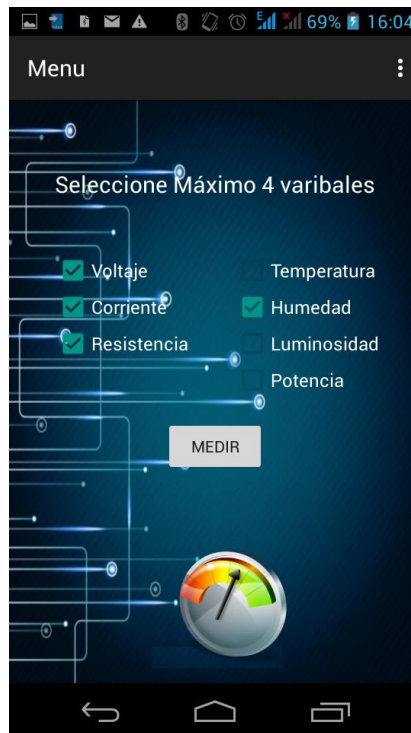 69% 16:04
Menu
Seleccione Máximo 4 varibales
Voltaje Temperatura
Corriente Humedad
Resistencia Luminosidad
Potencia
MEDIR